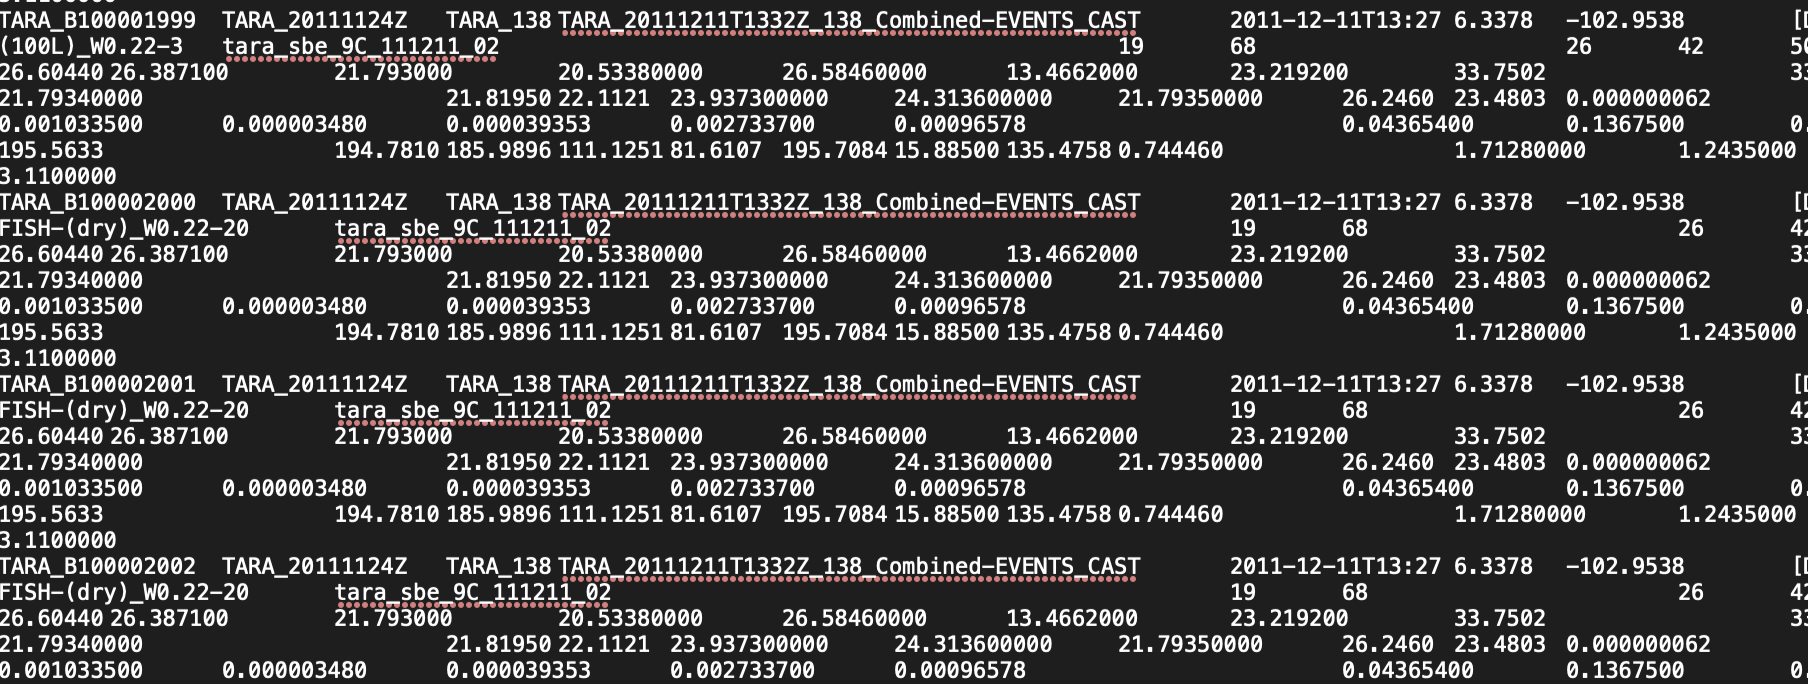 TARA_B100001999 TARA_20111124Z TARA_138 TARA_20111211T1332Z_138_Combined-EVENTS_CAST 2011-12-11T13:27 6.3378 -102.9538 [D
(100L)_W0.22-3 tara_sbe_9C_111211_02 19 68 26 42 50
26.60440 26.387100 21.793000 20.53380000 26.58460000 13.4662000 23.219200 33.7502 33
21.79340000 21.81950 22.1121 23.937300000 24.313600000 21.79350000 26.2460 23.4803 0.000000062
0.001033500 0.000003480 0.000039353 0.002733700 0.00096578 0.04365400 0.1367500 0.
195.5633 194.7810 185.9896 111.1251 81.6107 195.7084 15.88500 135.4758 0.744460 1.71280000 1.2435000
3.1100000
TARA_B100002000 TARA_20111124Z TARA_138 TARA_20111211T1332Z_138_Combined-EVENTS_CAST 2011-12-11T13:27 6.3378 -102.9538 [D
FISH-(dry)_W0.22-20 tara_sbe_9C_111211_02 19 68 26 42
26.60440 26.387100 21.793000 20.53380000 26.58460000 13.4662000 23.219200 33.7502 33
21.79340000 21.81950 22.1121 23.937300000 24.313600000 21.79350000 26.2460 23.4803 0.000000062
0.001033500 0.000003480 0.000039353 0.002733700 0.00096578 0.04365400 0.1367500 0.
195.5633 194.7810 185.9896 111.1251 81.6107 195.7084 15.88500 135.4758 0.744460 1.71280000 1.2435000
3.1100000
TARA_B100002001 TARA_20111124Z TARA_138 TARA_20111211T1332Z_138_Combined-EVENTS_CAST 2011-12-11T13:27 6.3378 -102.9538 [D
FISH-(dry)_W0.22-20 tara_sbe_9C_111211_02 19 68 26 42
26.60440 26.387100 21.793000 20.53380000 26.58460000 13.4662000 23.219200 33.7502 33
21.79340000 21.81950 22.1121 23.937300000 24.313600000 21.79350000 26.2460 23.4803 0.000000062
0.001033500 0.000003480 0.000039353 0.002733700 0.00096578 0.04365400 0.1367500 0.
195.5633 194.7810 185.9896 111.1251 81.6107 195.7084 15.88500 135.4758 0.744460 1.71280000 1.2435000
3.1100000
TARA_B100002002 TARA_20111124Z TARA_138 TARA_20111211T1332Z_138_Combined-EVENTS_CAST 2011-12-11T13:27 6.3378 -102.9538 [D
FISH-(dry)_W0.22-20 tara_sbe_9C_111211_02 19 68 26 42
26.60440 26.387100 21.793000 20.53380000 26.58460000 13.4662000 23.219200 33.7502 33
21.79340000 21.81950 22.1121 23.937300000 24.313600000 21.79350000 26.2460 23.4803 0.000000062
0.001033500 0.000003480 0.000039353 0.002733700 0.00096578 0.04365400 0.1367500 0.